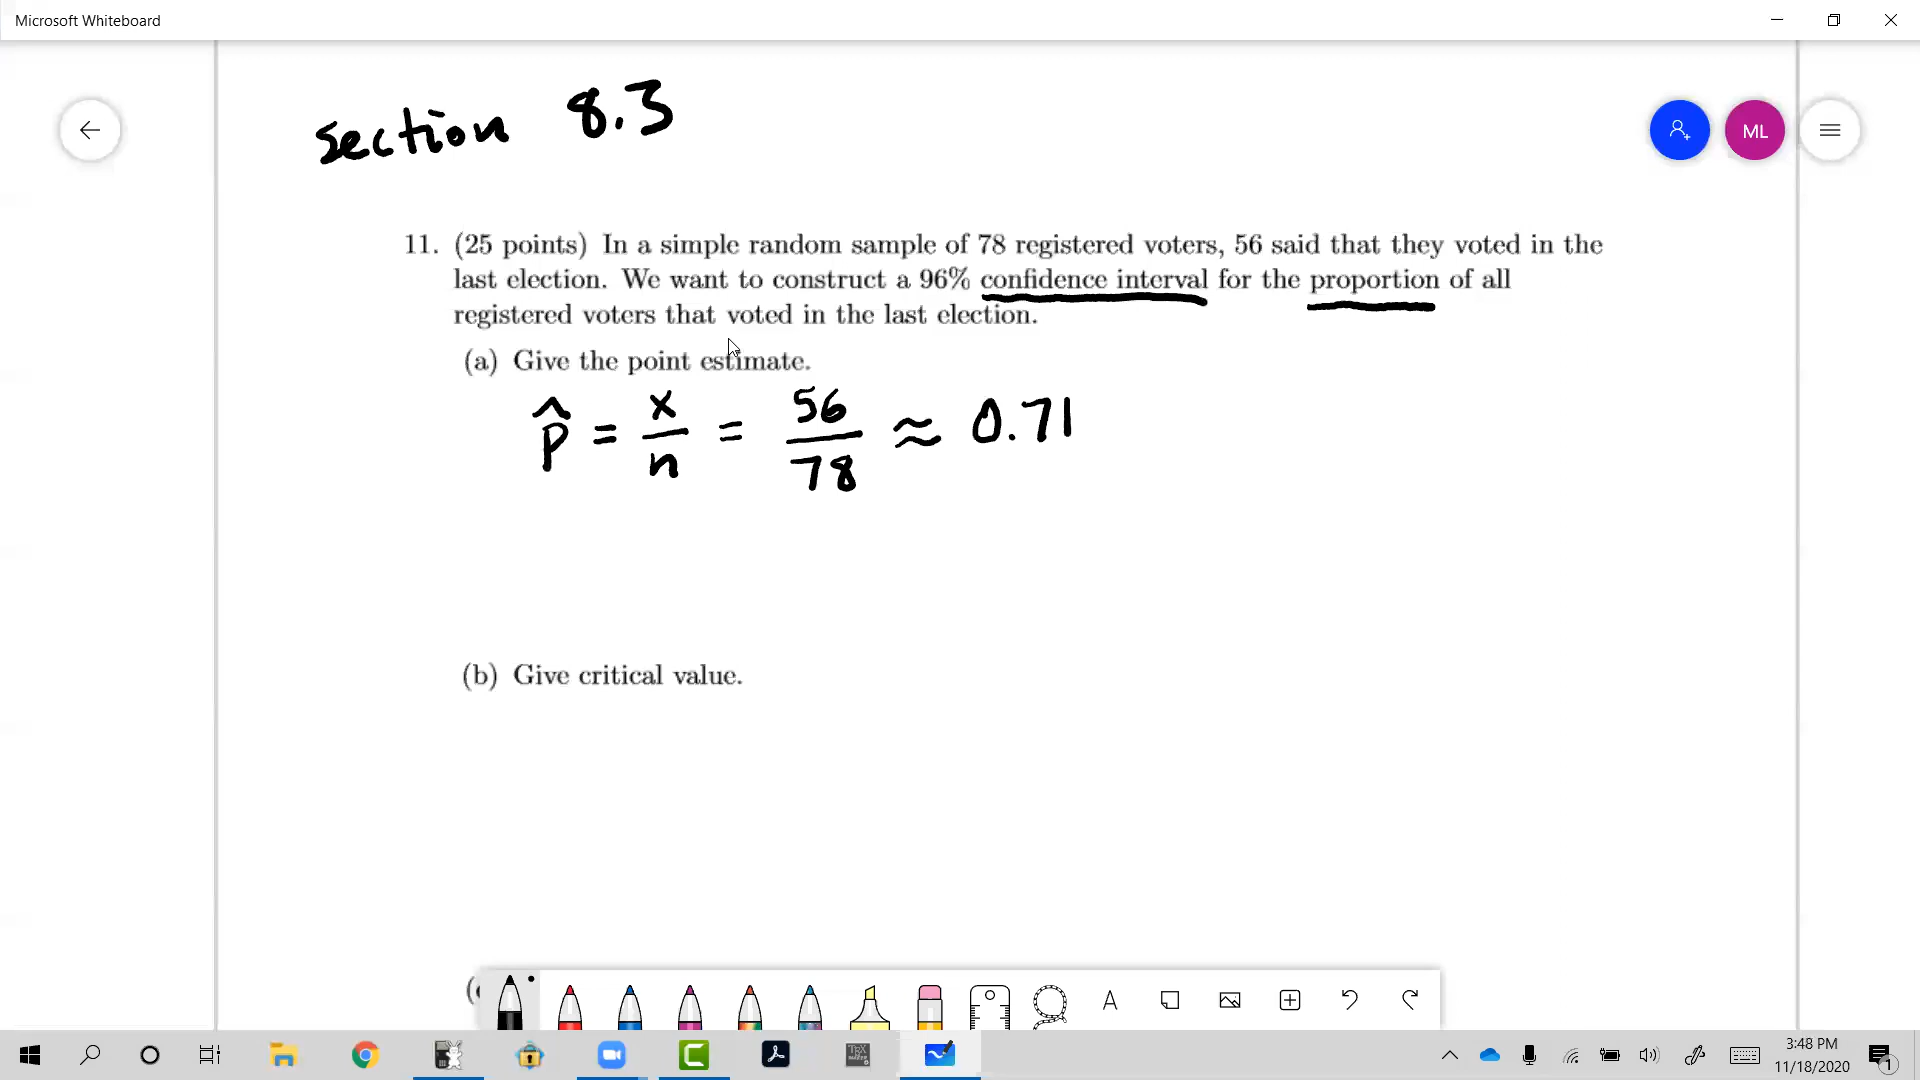 Microsoft Whiteboard
section 8.3
ML
11. (25 points) In a simple random sample of 78 registered voters, 56 said that they voted in the
last election. We want to construct a 96% confidence interval for the proportion of all
registered voters that voted in the last election.
(a) Give the point estimate.
p̂ = x/n = 56/78 ≈ 0.71
(b) Give critical value.
A
3:48 PM
11/18/2020
1